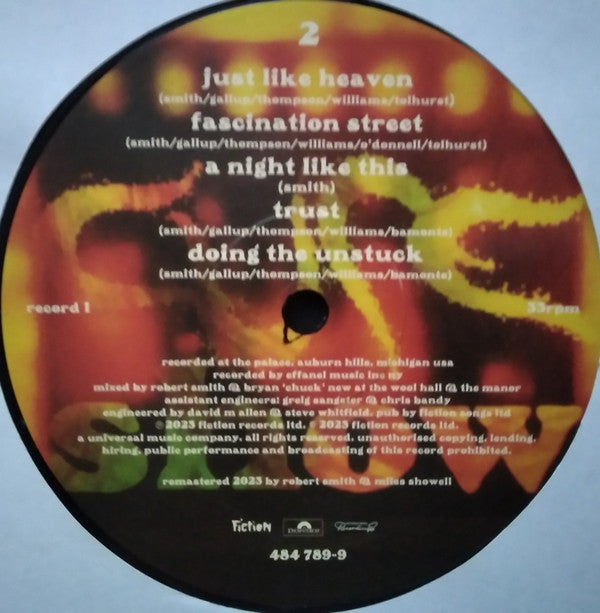 2
just like heaven
(smith/gallup/thompson/williams/tolhurst)
fascination street
(smith/gallup/thompson/williams/o'donnell/tolhurst)
a night like this
(smith)
trust
(smith/gallup/thompson/williams/bamonte)
doing the unstuck
(smith/gallup/thompson/williams/bamonte)
record 1
33rpm
recorded at the palace, auburn hills, michigan usa
recorded by effanel music inc ny
mixed by robert smith & bryan 'chuck' new at the wool hall & the manor
assistant engineers: greig sangster & chris bandy
engineered by david m allen & steve whitfield. pub by fiction songs ltd
℗ 2023 fiction records ltd. © 2023 fiction records ltd.
a universal music company. all rights reserved. unauthorised copying, lending,
hiring, public performance and broadcasting of this record prohibited.
SHOW
remastered 2023 by robert smith & miles showell
Fiction
polydor
484 789-9